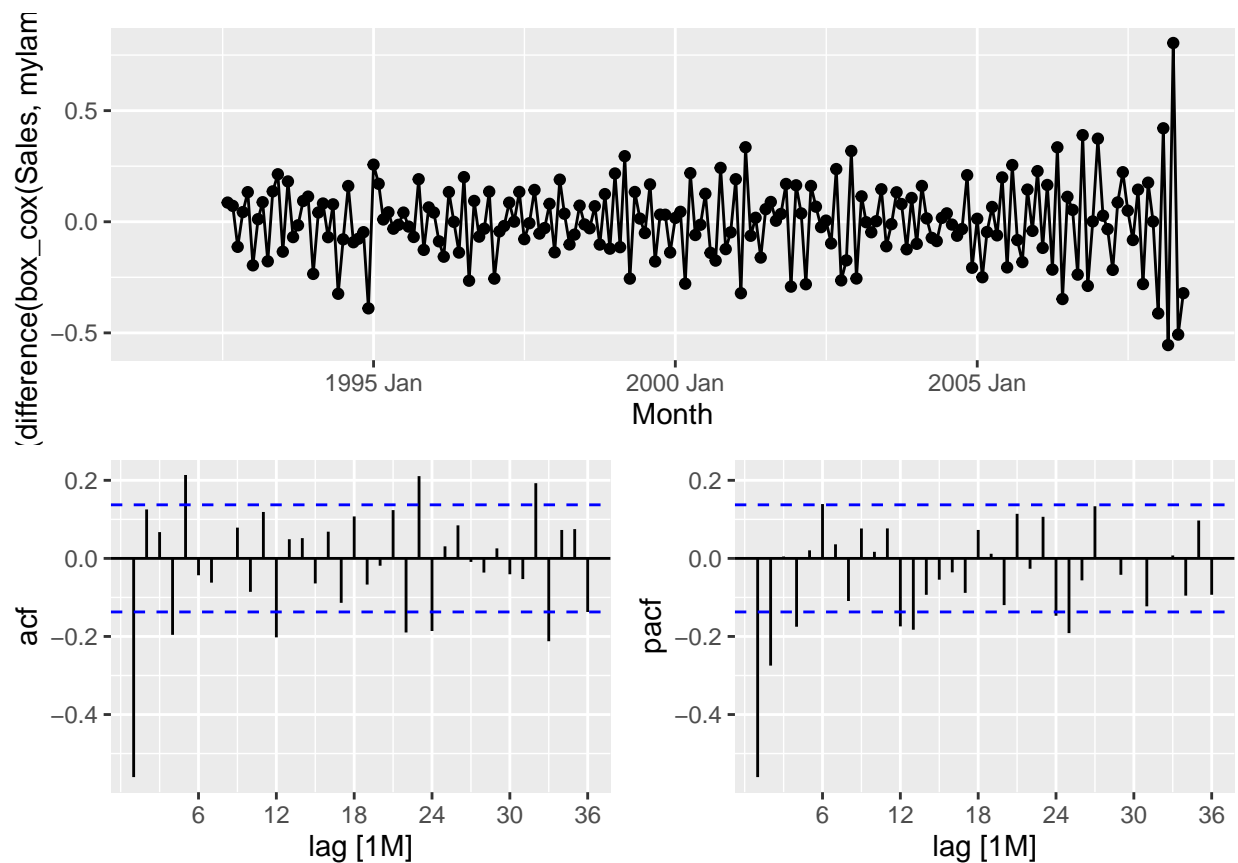 (difference(box_cox(Sales, mylam
0.5
0.0
−0.5
1995 Jan
2000 Jan
2005 Jan
Month
acf
0.2
0.0
−0.2
−0.4
6
12
18
24
30
36
lag [1M]
pacf
0.2
0.0
−0.2
−0.4
6
12
18
24
30
36
lag [1M]